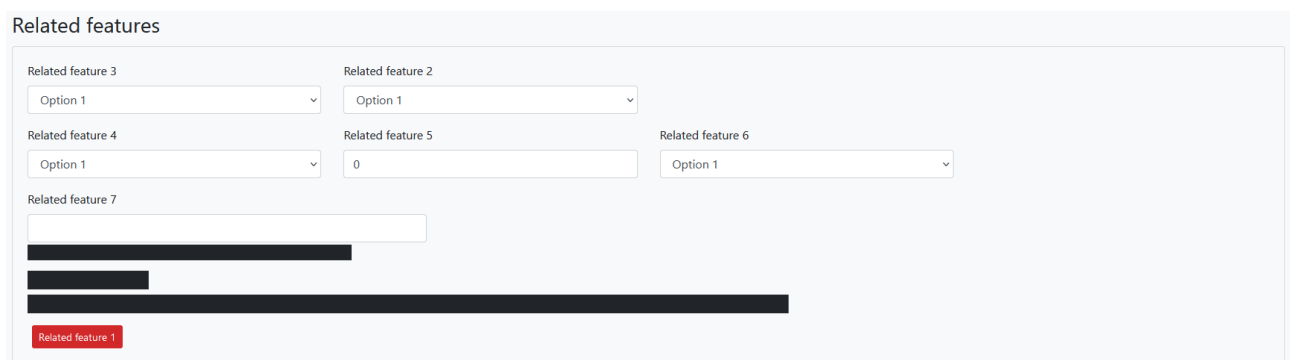 Related features
Related feature 3 Related feature 2
Option 1 Option 1
Related feature 4 Related feature 5 Related feature 6
Option 1 0 Option 1
Related feature 7
Related feature 1